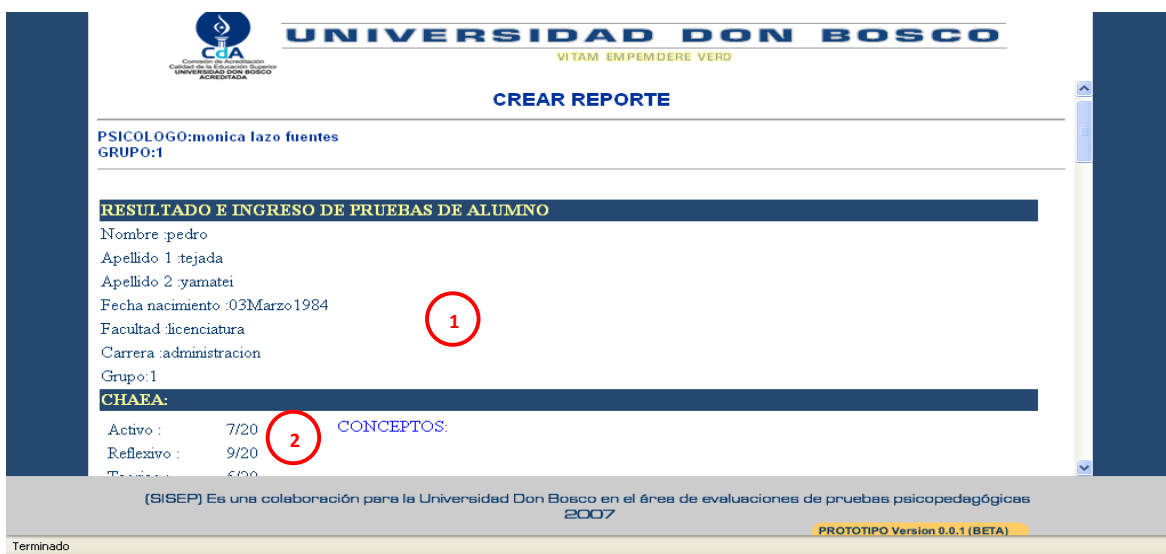 CdA
Comisión de Acreditación
Calidad de la Educación Superior
UNIVERSIDAD DON BOSCO
ACREDITADA
UNIVERSIDAD DON BOSCO
VITAM EMPEMDERE VERO
CREAR REPORTE
PSICOLOGO:monica lazo fuentes
GRUPO:1
RESULTADO E INGRESO DE PRUEBAS DE ALUMNO
Nombre :pedro
Apellido 1 :tejada
Apellido 2 :yamatei
Fecha nacimiento :03Marzo1984
1
Facultad :licenciatura
Carrera :administracion
Grupo:1
CHAEA:
Activo : 7/20
2
CONCEPTOS:
Reflexivo : 9/20
(SISEP) Es una colaboración para la Universidad Don Bosco en el área de evaluaciones de pruebas psicopedagógicas
2007
PROTOTIPO Version 0.0.1 (BETA)
Terminado